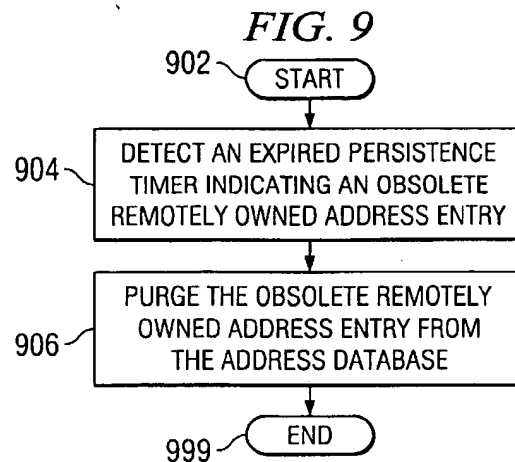 FIG. 9
902
START
904
DETECT AN EXPIRED PERSISTENCE
TIMER INDICATING AN OBSOLETE
REMOTELY OWNED ADDRESS ENTRY
906
PURGE THE OBSOLETE REMOTELY
OWNED ADDRESS ENTRY FROM
THE ADDRESS DATABASE
999
END